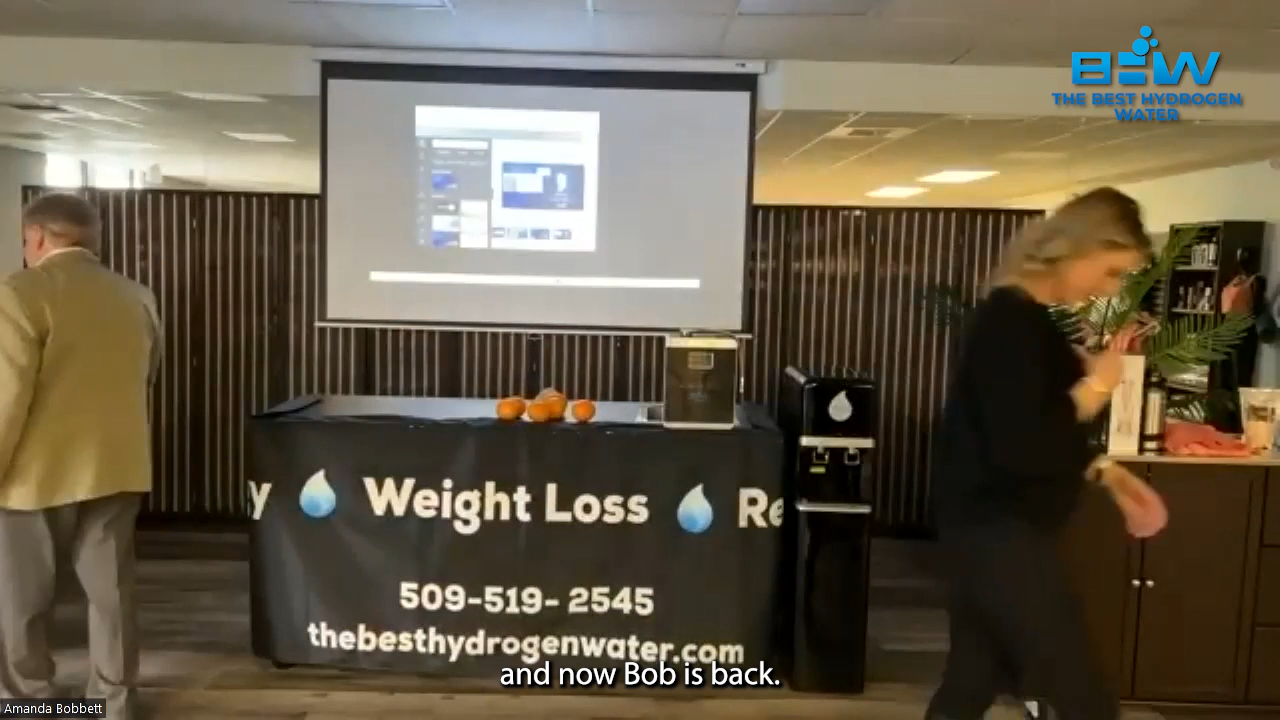 BHW
THE BEST HYDROGEN
WATER
y Weight Loss Re
509-519- 2545
thebesthydrogenwater.com
and now Bob is back.
Amanda Bobbett